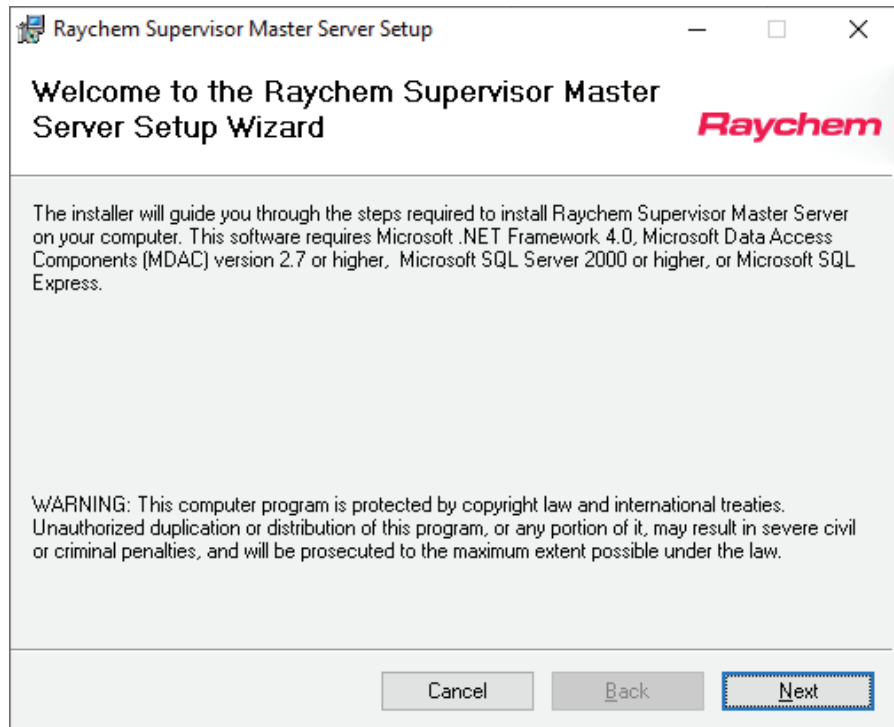 Raychem Supervisor Master Server Setup
Welcome to the Raychem Supervisor Master
Server Setup Wizard
Raychem
The installer will guide you through the steps required to install Raychem Supervisor Master Server
on your computer. This software requires Microsoft .NET Framework 4.0, Microsoft Data Access
Components (MDAC) version 2.7 or higher,  Microsoft SQL Server 2000 or higher, or Microsoft SQL
Express.
WARNING: This computer program is protected by copyright law and international treaties.
Unauthorized duplication or distribution of this program, or any portion of it, may result in severe civil
or criminal penalties, and will be prosecuted to the maximum extent possible under the law.
Cancel Back Next